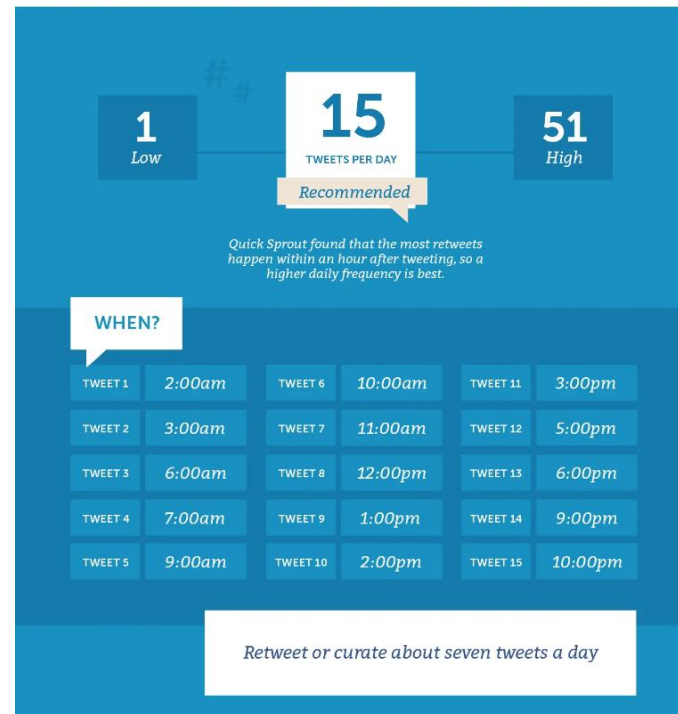 # #
1
Low
15
TWEETS PER DAY
Recommended
51
High
Quick Sprout found that the most retweets
happen within an hour after tweeting, so a
higher daily frequency is best.
WHEN?
TWEET 1 2:00am
TWEET 2 3:00am
TWEET 3 6:00am
TWEET 4 7:00am
TWEET 5 9:00am
TWEET 6 10:00am
TWEET 7 11:00am
TWEET 8 12:00pm
TWEET 9 1:00pm
TWEET 10 2:00pm
TWEET 11 3:00pm
TWEET 12 5:00pm
TWEET 13 6:00pm
TWEET 14 9:00pm
TWEET 15 10:00pm
Retweet or curate about seven tweets a day